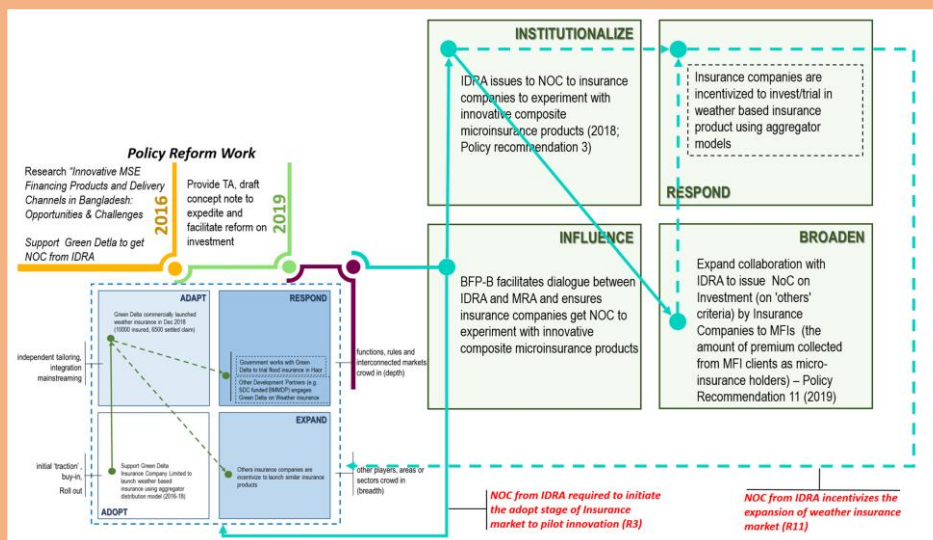 Policy Reform Work
Research "Innovative MSE
Financing Products and Delivery
Channels in Bangladesh:
Opportunities & Challenges
Support Green Detla to get
NOC from IDRA
2016
Provide TA, draft
concept note to
expedite and
facilitate reform on
investment
2019
INSTITUTIONALIZE
IDRA issues to NOC to insurance
companies to experiment with
innovative composite
microinsurance products (2018;
Policy recommendation 3)
Insurance companies are
incentivized to invest/trial in
weather based insurance
product using aggregator
models
RESPOND
INFLUENCE
BFP-B facilitates dialogue between
IDRA and MRA and ensures
insurance companies get NOC to
experiment with innovative
composite microinsurance products
BROADEN
Expand collaboration with
IDRA to issue NoC on
Investment (on 'others'
criteria) by Insurance
Companies to MFIs (the
amount of premium collected
from MFI clients as micro-
insurance holders) – Policy
Recommendation 11 (2019)
ADAPT
Green Delta commercially launched
weather insurance in Dec 2018
(10000 insured, 6500 settled claim)
independent tailoring,
integration
mainstreaming
RESPOND
Government works with Green
Delta to trial flood insurance in Haor
Other Development Partners (e.g.
SDC funded BMMDP) engages
Green Delta on Weather insurance
functions, rules and
interconnected markets
crowd in (depth)
initial 'traction' ,
buy-in,
Roll out
Support Green Delta
Insurance Company Limited to
launch weather based
insurance using aggregator
distribution model (2016-18)
ADOPT
EXPAND
Others insurance companies are
incentivize to launch similar insurance
products
other players, areas or
sectors crowd in
(breadth)
NOC from IDRA required to initiate
the adopt stage of Insurance
market to pilot innovation (R3)
NOC from IDRA incentivizes the
expansion of weather insurance
market (R11)